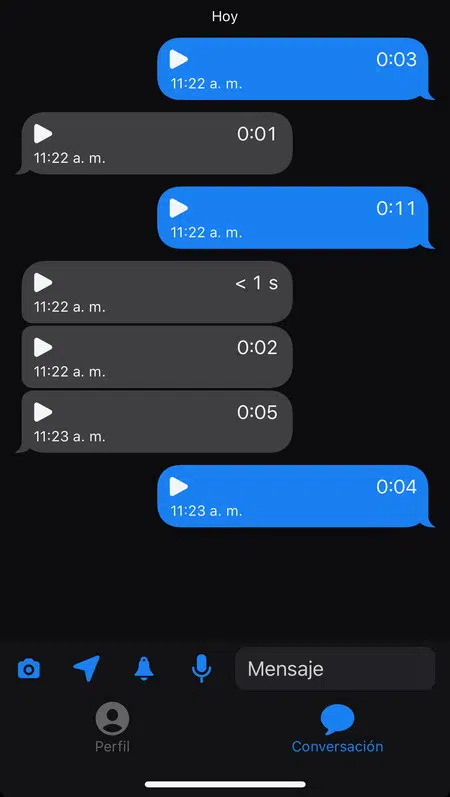 Hoy
0:03
11:22 a. m.
0:01
11:22 a. m.
0:11
11:22 a. m.
< 1 s
11:22 a. m.
0:02
11:22 a. m.
0:05
11:23 a. m.
0:04
11:23 a. m.
Mensaje
Perfil
Conversación